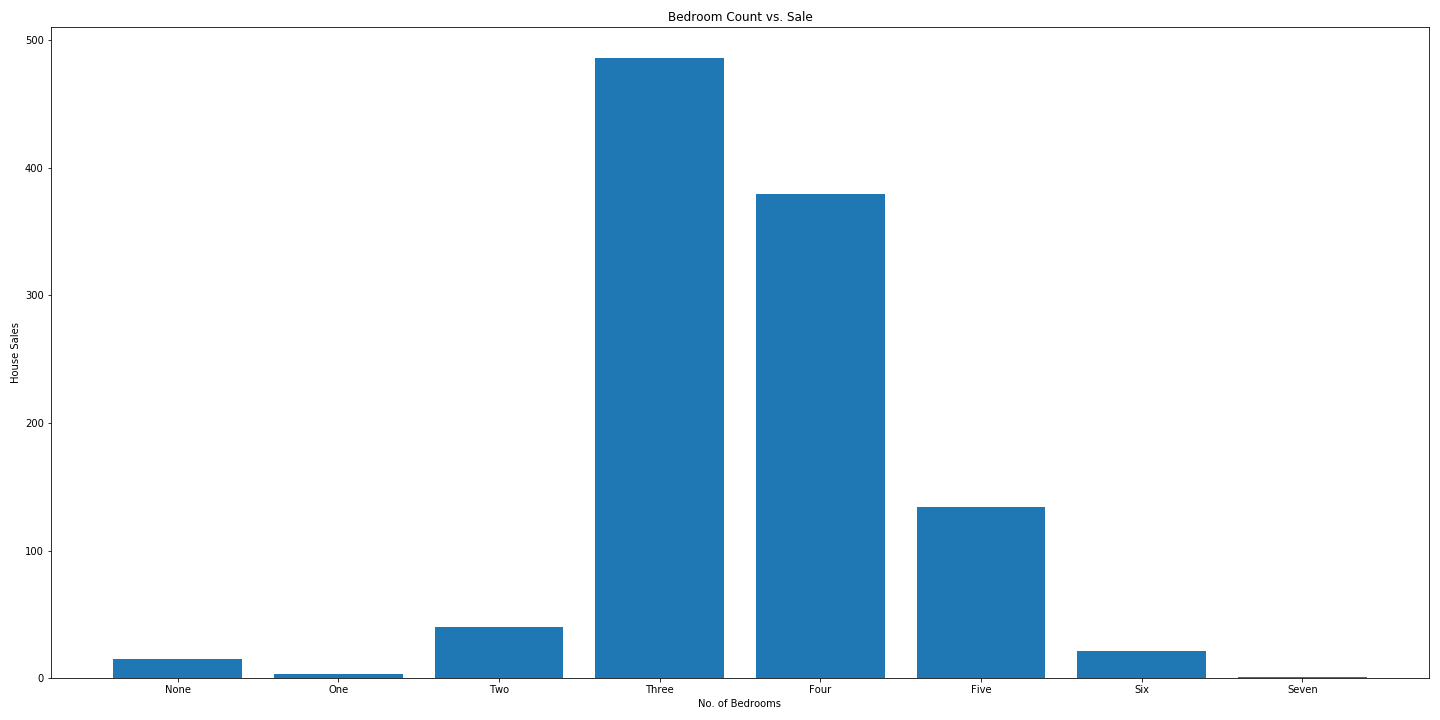 Bedroom Count vs. Sale
500
400
300
200
100
0
House Sales
None One Two Three Four Five Six Seven
No. of Bedrooms